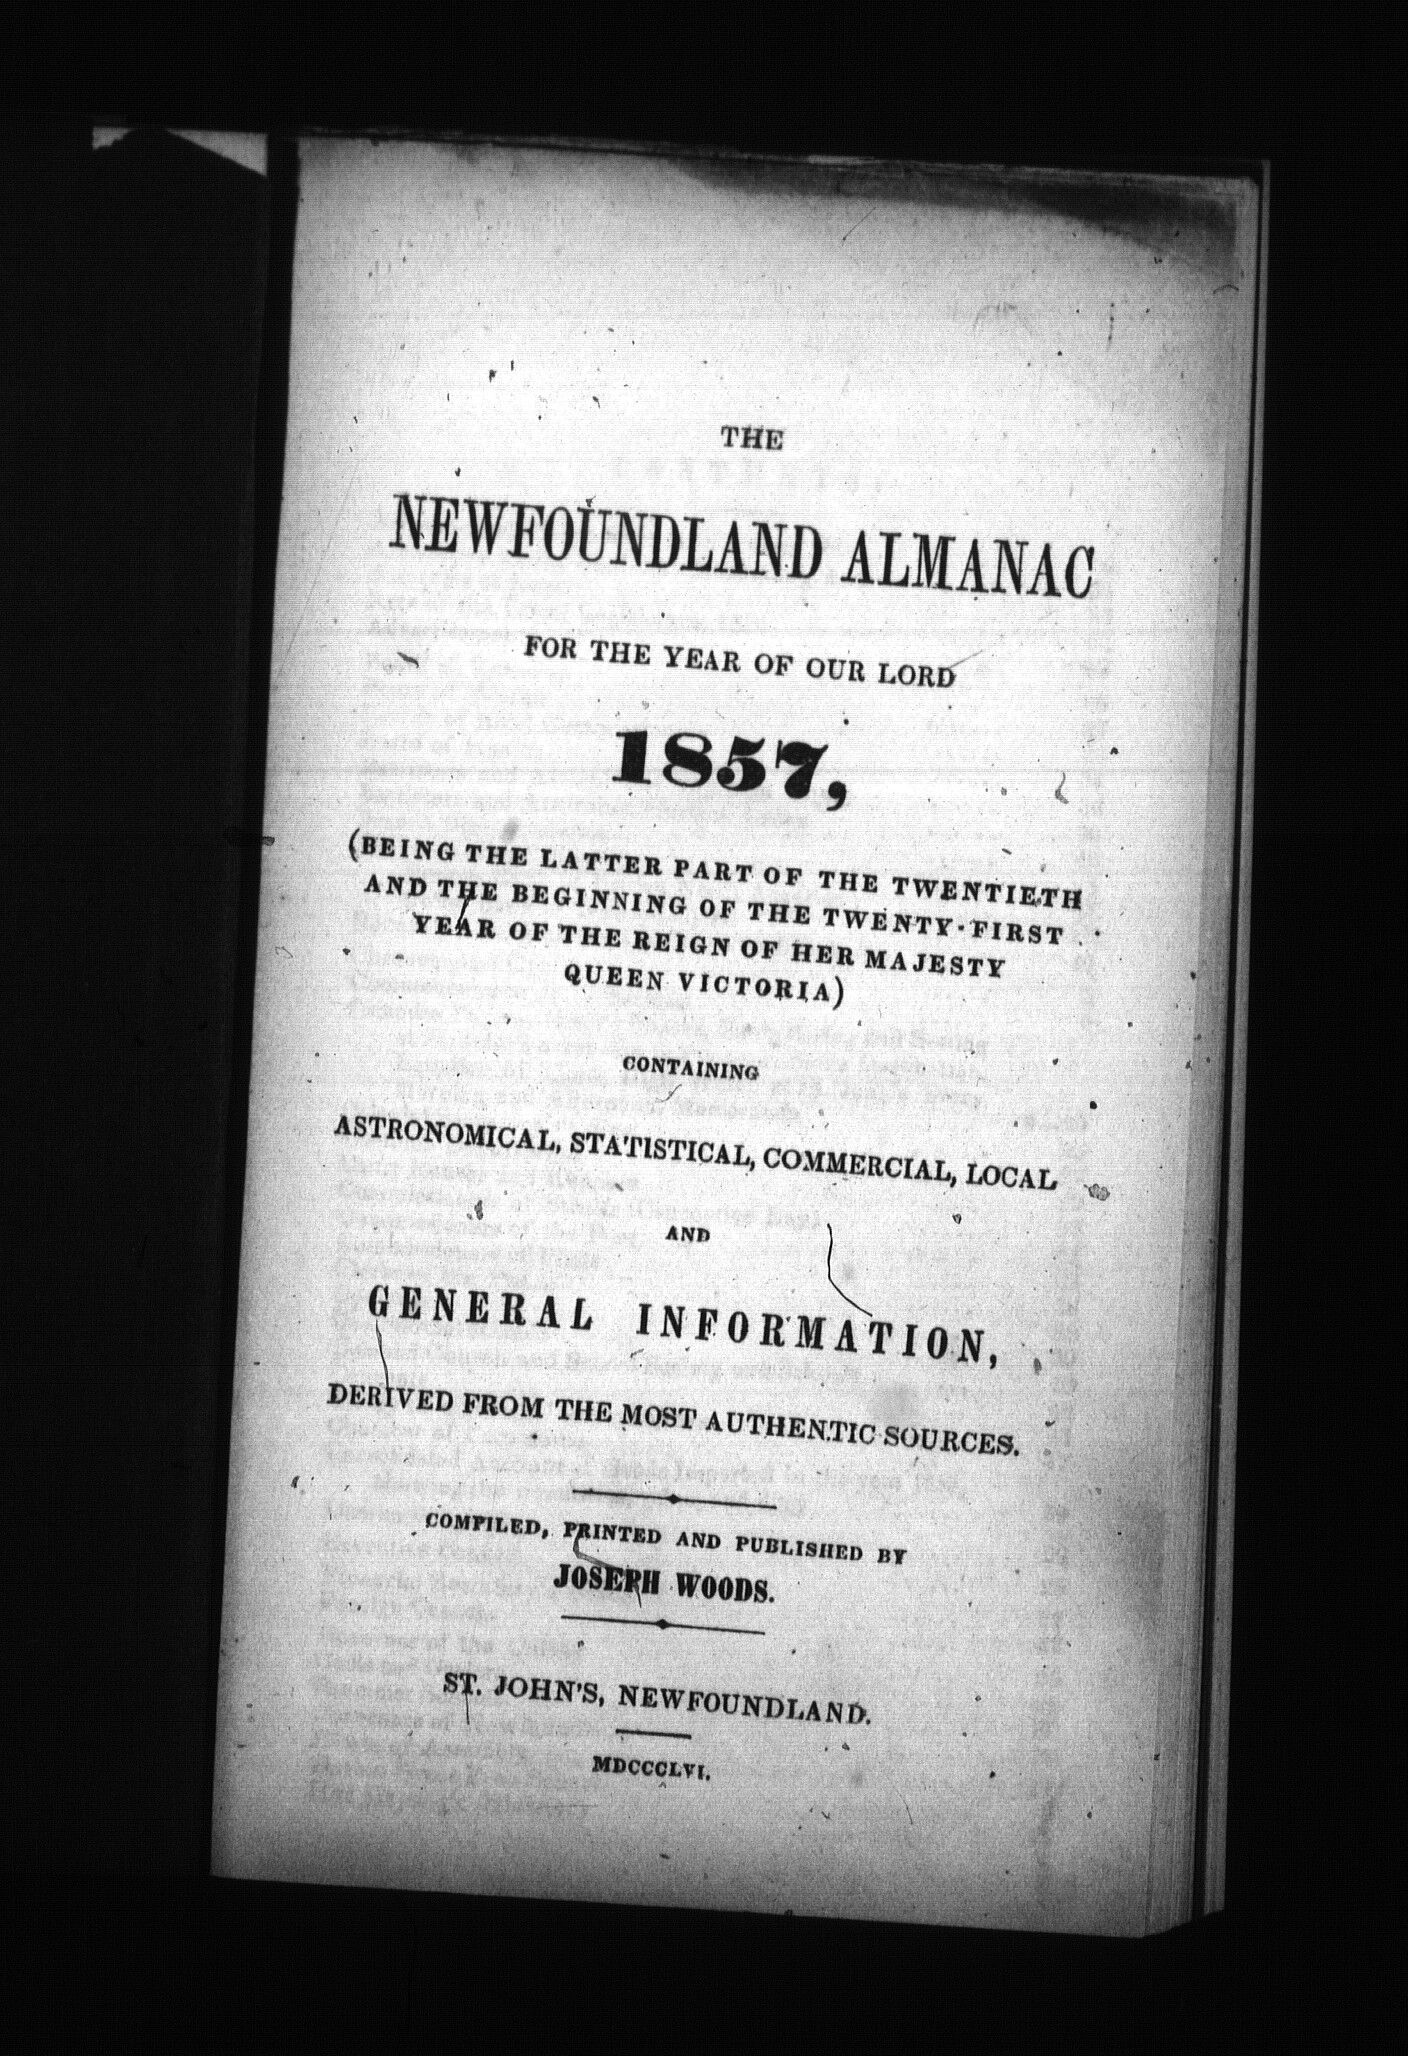 THE
NEWFOUNDLAND ALMANAC
FOR THE YEAR OF OUR LORD
1857,
(BEING THE LATTER PART OF THE TWENTIETH
AND THE BEGINNING OF THE TWENTY-FIRST
YEAR OF THE REIGN OF HER MAJESTY
QUEEN VICTORIA)
CONTAINING
ASTRONOMICAL, STATISTICAL, COMMERCIAL, LOCAL
AND
GENERAL INFORMATION,
DERIVED FROM THE MOST AUTHENTIC SOURCES.
COMPILED, PRINTED AND PUBLISHED BY
JOSEPH WOODS.
ST. JOHN'S, NEWFOUNDLAND.
MDCCCLVI.